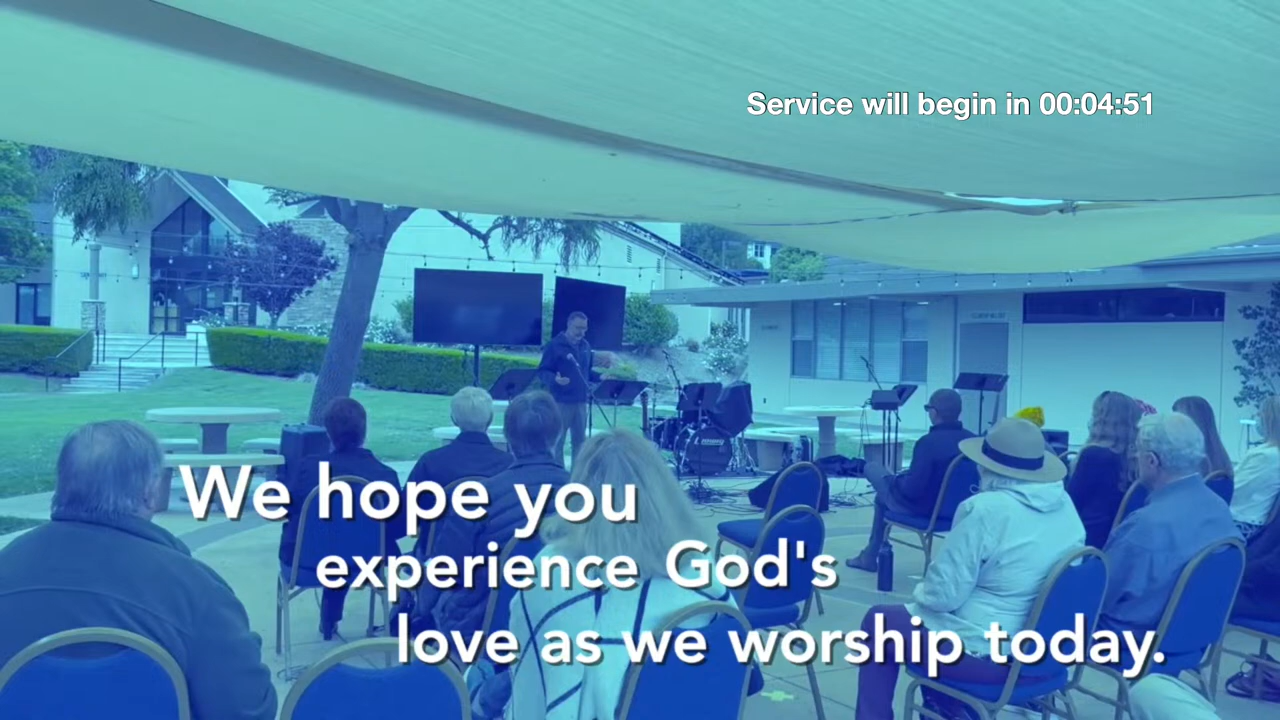 Service will begin in 00:04:51
We hope you
experience God's
love as we worship today.